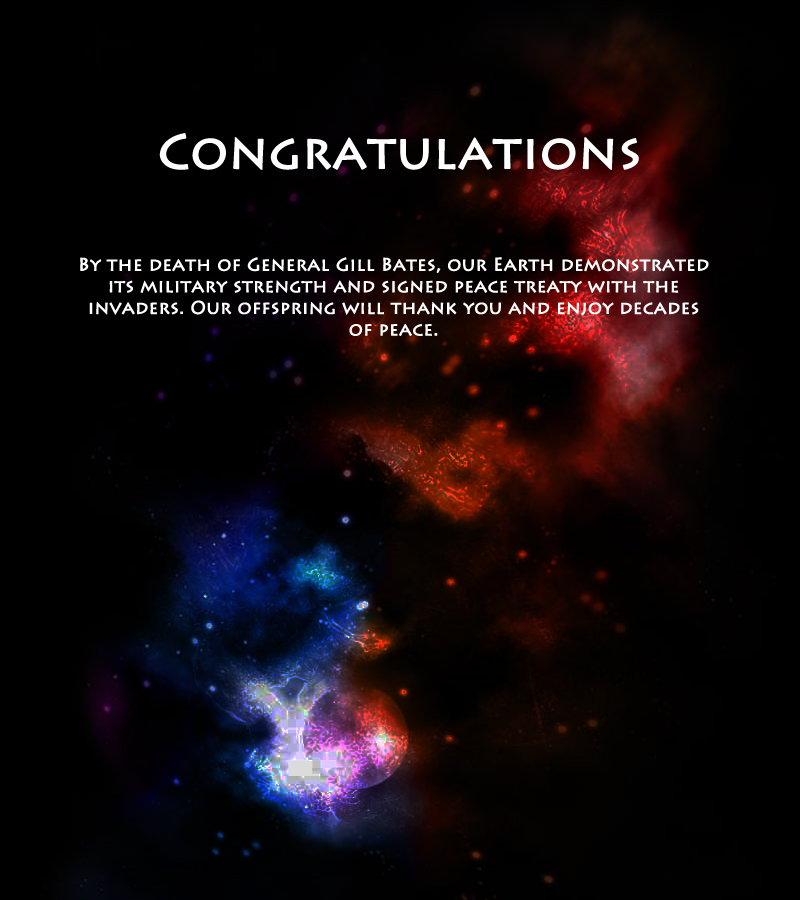 Congratulations
By the death of General Gill Bates, our Earth demonstrated
its military strength and signed peace treaty with the
invaders. Our offspring will thank you and enjoy decades
of peace.